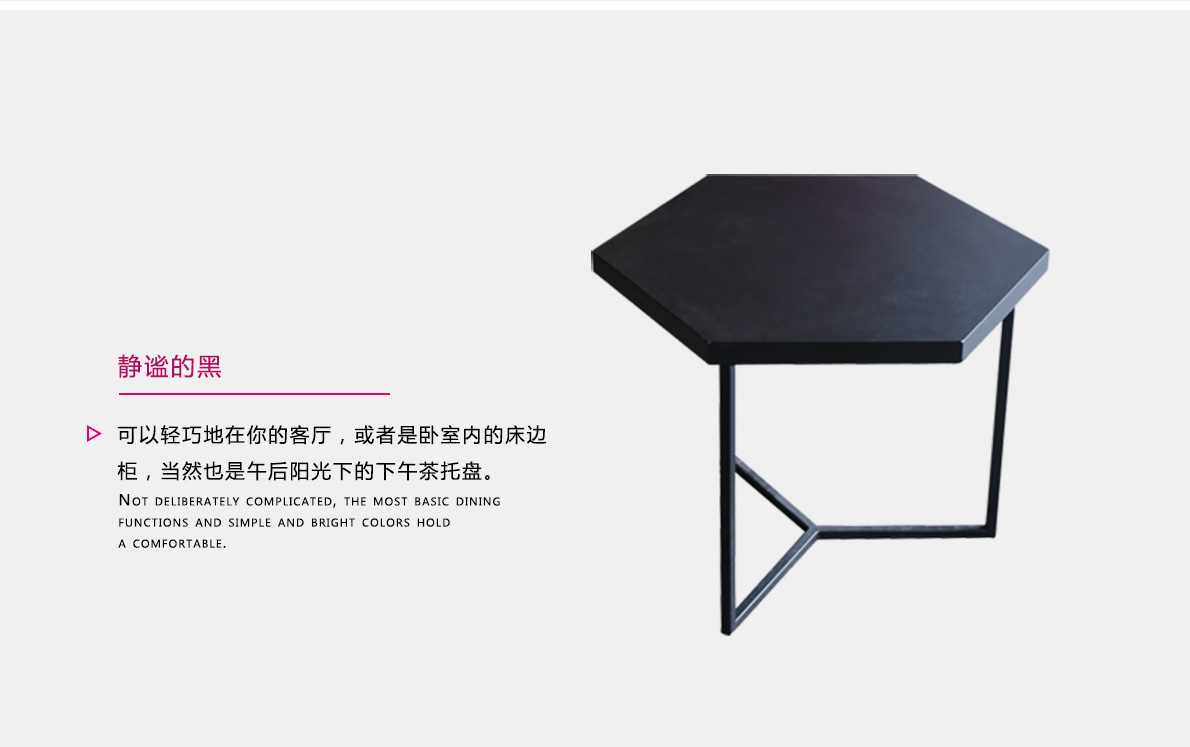 静谧的黑
可以轻巧地在你的客厅，或者是卧室内的床边
柜，当然也是午后阳光下的下午茶托盘。
Not deliberately complicated, the most basic dining
functions and simple and bright colors hold
a comfortable.